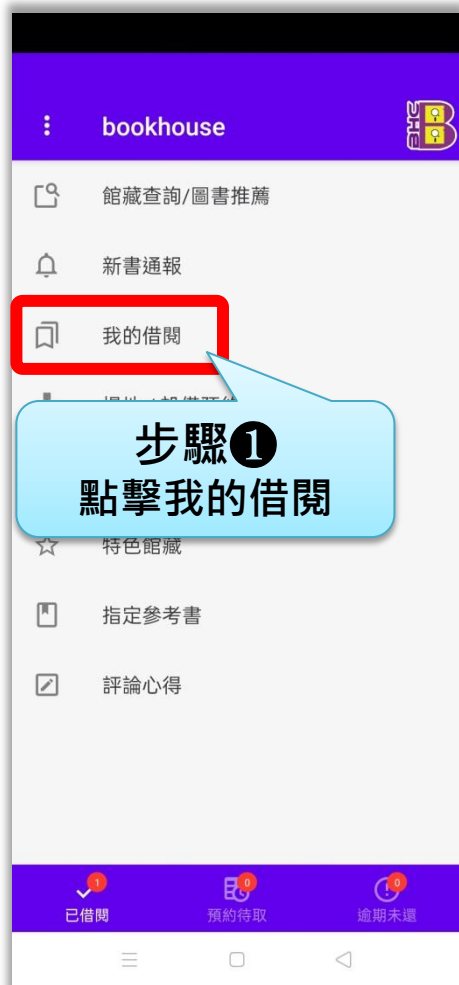 bookhouse
館藏查詢/圖書推薦
新書通報
我的借閱
步驟❶
點擊我的借閱
特色館藏
指定參考書
評論心得
1
0
0
已借閱
預約待取
逾期未還